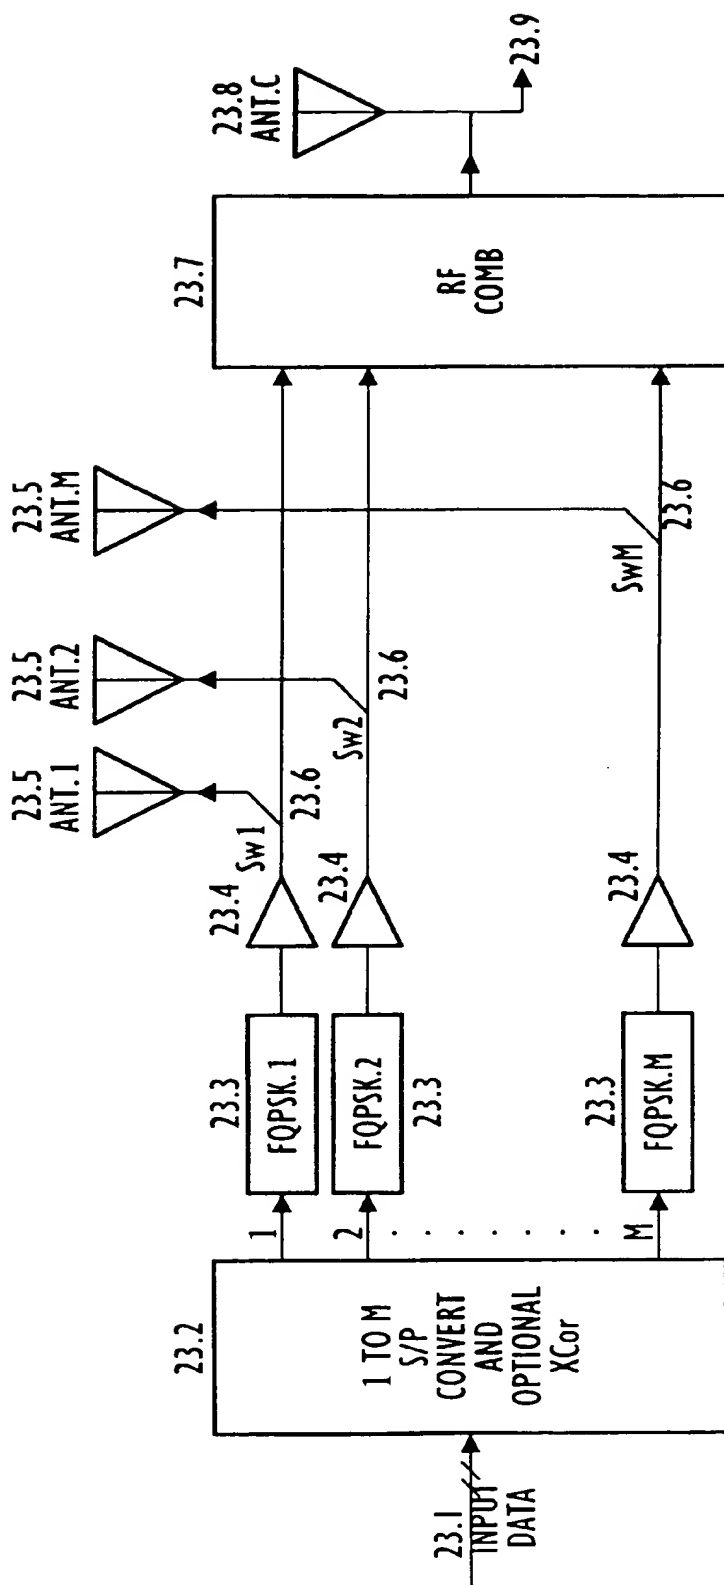 23.1
INPUT
DATA
23.2
1 TO M
S/P
CONVERT
AND
OPTIONAL
XCor
1
2
. . . . . . . .
M
23.3
FQPSK.1
FQPSK.2
23.3
23.3
FQPSK.M
23.4
23.4
23.4
Sw1
23.6
Sw2
23.6
SwM
23.6
23.5
ANT.1
23.5
ANT.2
23.5
ANT.M
23.7
RF
COMB
23.8
ANT.C
23.9